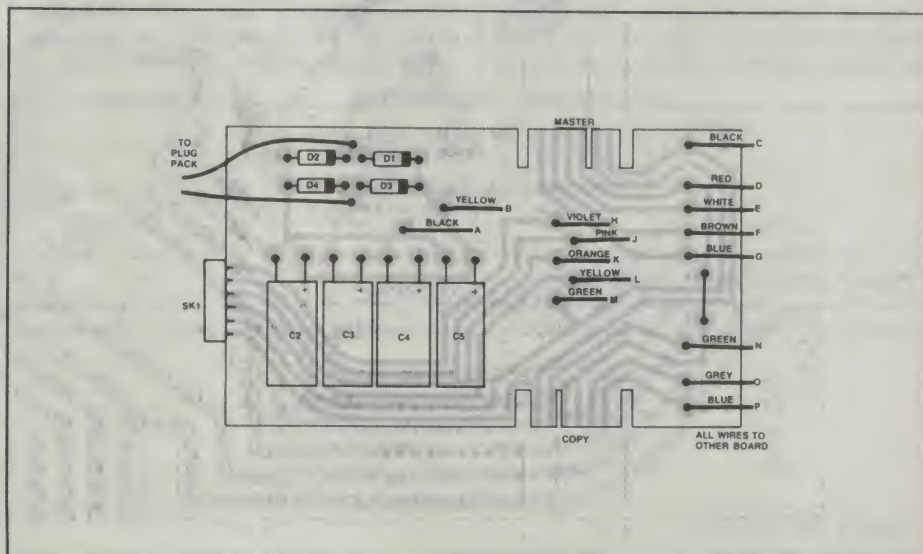 MASTER
BLACK C
TO
PLUG
PACK
D2 D1
D4 D3
RED D
YELLOW B
WHITE E
BLACK A
VIOLET H
BROWN F
PINK J
BLUE G
ORANGE K
SK1
YELLOW L
GREEN M
+ + + +
C2 C3 C4 C5
GREEN N
GREY O
BLUE P
COPY
ALL WIRES TO
OTHER BOARD